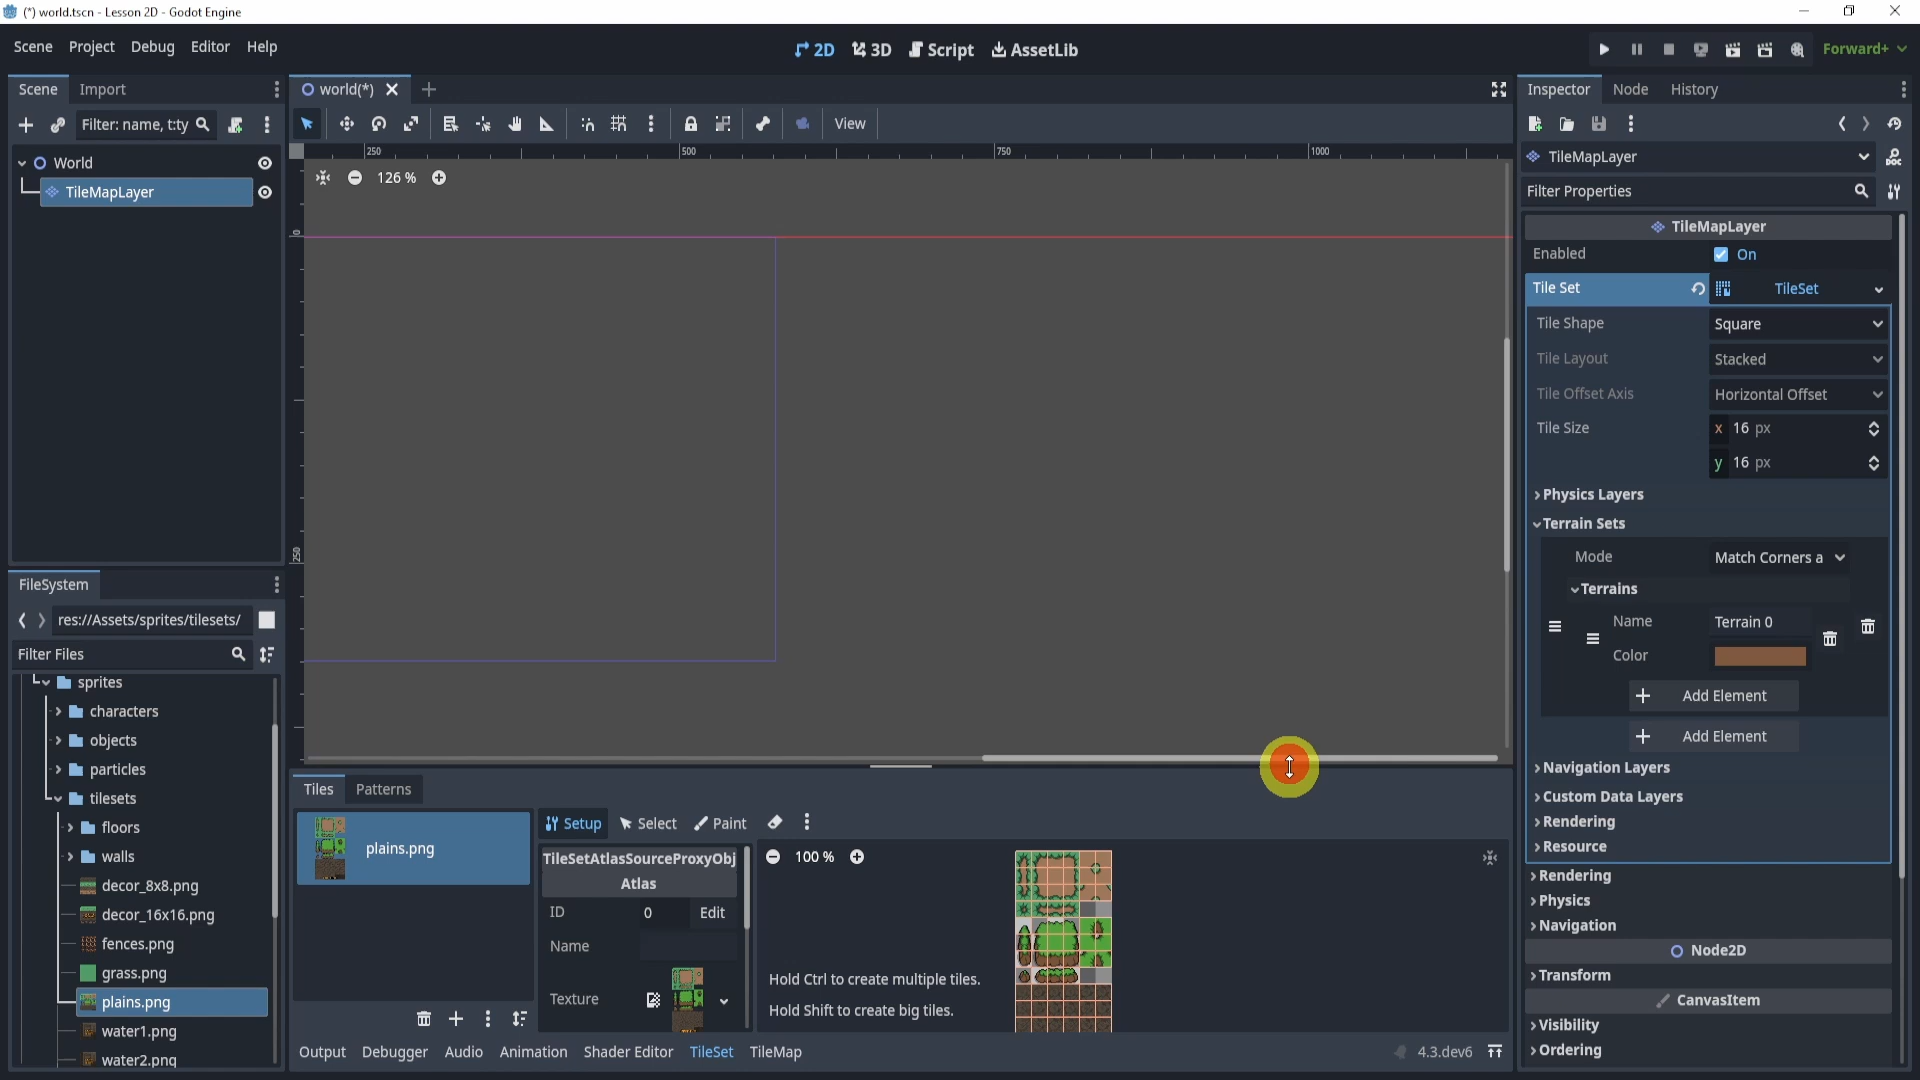 (*) world.tscn - Lesson 2D - Godot Engine
Scene Project Debug Editor Help
2D 3D Script AssetLib
Forward+
Scene Import
Filter: name, t:ty
World
TileMapLayer
world(*)
View
250 500 750 1000
126 %
0
250
FileSystem
res://Assets/sprites/tilesets/
Filter Files
sprites
characters
objects
particles
tilesets
floors
walls
decor_8x8.png
decor_16x16.png
fences.png
grass.png
plains.png
water1.png
water2.png
Tiles Patterns
plains.png
Setup Select Paint
TileSetAtlasSourceProxyObj
Atlas
ID 0 Edit
Name
Texture
100 %
Hold Ctrl to create multiple tiles.
Hold Shift to create big tiles.
Output Debugger Audio Animation Shader Editor TileSet TileMap
4.3.dev6
Inspector Node History
TileMapLayer
Filter Properties
TileMapLayer
Enabled On
Tile Set TileSet
Tile Shape Square
Tile Layout Stacked
Tile Offset Axis Horizontal Offset
Tile Size x 16 px
y 16 px
Physics Layers
Terrain Sets
Mode Match Corners a
Terrains
Name Terrain 0
Color
Add Element
Add Element
Navigation Layers
Custom Data Layers
Rendering
Resource
Rendering
Physics
Navigation
Node2D
Transform
CanvasItem
Visibility
Ordering